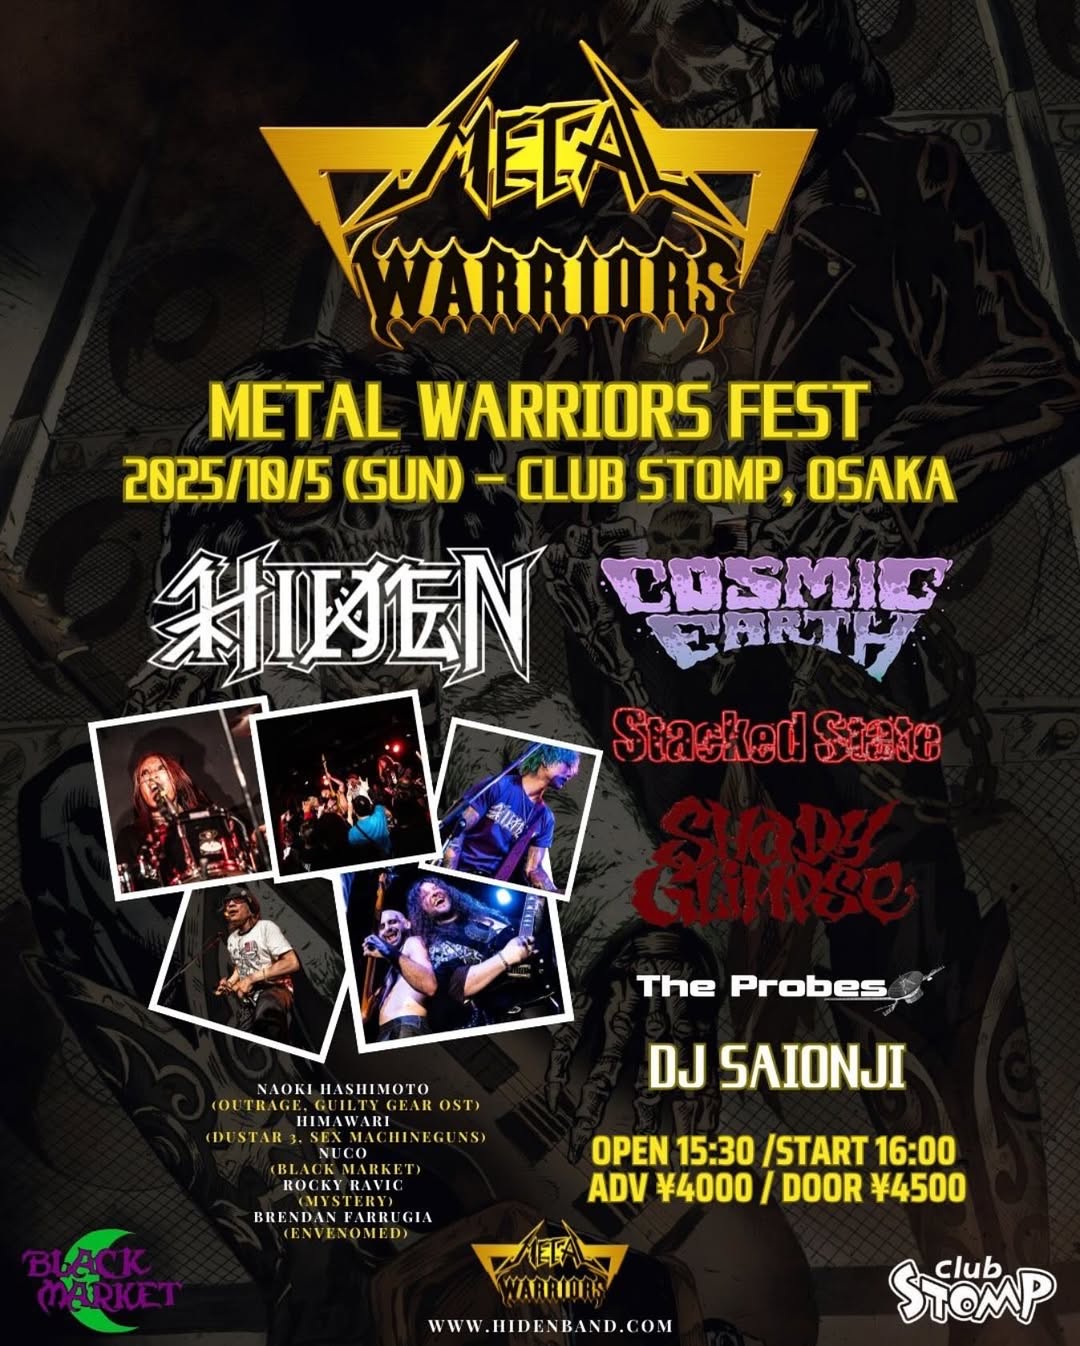 METAL
WARRIORS
METAL WARRIORS FEST
2025/10/5 (SUN) – CLUB STOMP, OSAKA
HIDEN
COSMIC
EARTH
Stacked State
SHADY
GLIMPSE
The Probes
DJ SAIONJI
NAOKI HASHIMOTO
(OUTRAGE, GUILTY GEAR OST)
HIMAWARI
(DUSTAR 3, SEX MACHINEGUNS)
NUCO
(BLACK MARKET)
ROCKY RAVIC
(MYSTERY)
BRENDAN FARRUGIA
(ENVENOMED)
OPEN 15:30 /START 16:00
ADV ¥4000 / DOOR ¥4500
BLACK
MARKET
METAL
WARRIORS
WWW.HIDENBAND.COM
club
STOMP